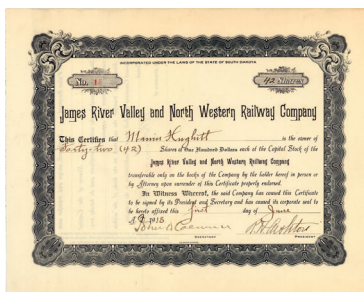 INCORPORATED UNDER THE LAWS OF THE STATE OF SOUTH DAKOTA
No. 15
42 Shares
James River Valley and North Western Railway Company
This Certifies that Marvin Hughitt is the owner of
Forty-two (42) Shares of One Hundred Dollars each of the Capital Stock of the
James River Valley and North Western Railway Company
transferable only on the books of the Company by the holder hereof in person or
by Attorney upon surrender of this Certificate properly endorsed.
In Witness Whereof, the said Company has caused this Certificate
to be signed by its President and Secretary and has caused its corporate seal to
be hereto affixed this first day of June
SECRETARY
PRESIDENT